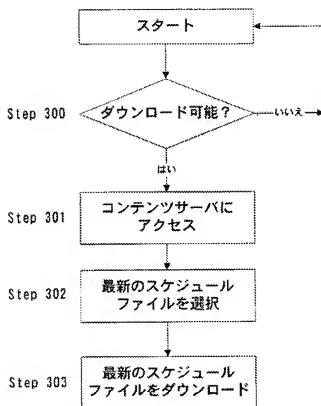 スタート
Step 300
ダウンロード可能？
いいえ
はい
Step 301
コンテンツサーバに
アクセス
Step 302
最新のスケジュール
ファイルを選択
Step 303
最新のスケジュール
ファイルをダウンロード